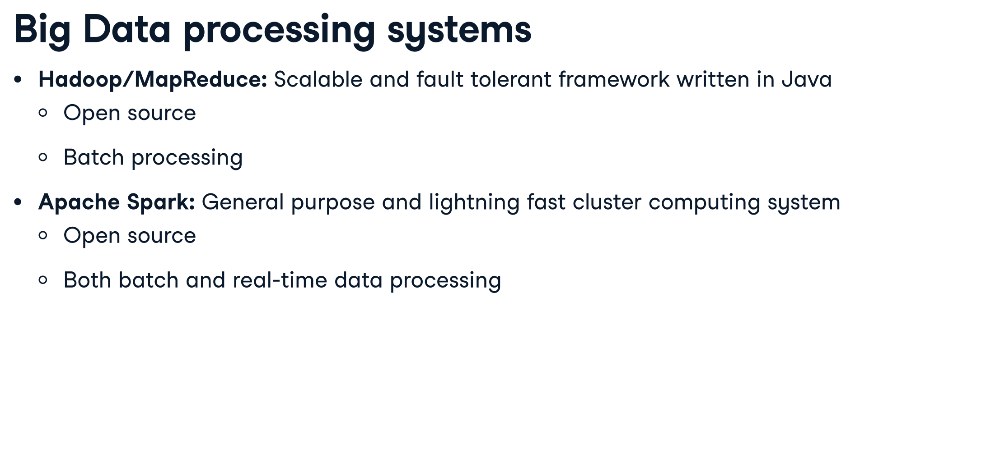 Big Data processing systems
• Hadoop/MapReduce: Scalable and fault tolerant framework written in Java
○ Open source
○ Batch processing
• Apache Spark: General purpose and lightning fast cluster computing system
○ Open source
○ Both batch and real-time data processing